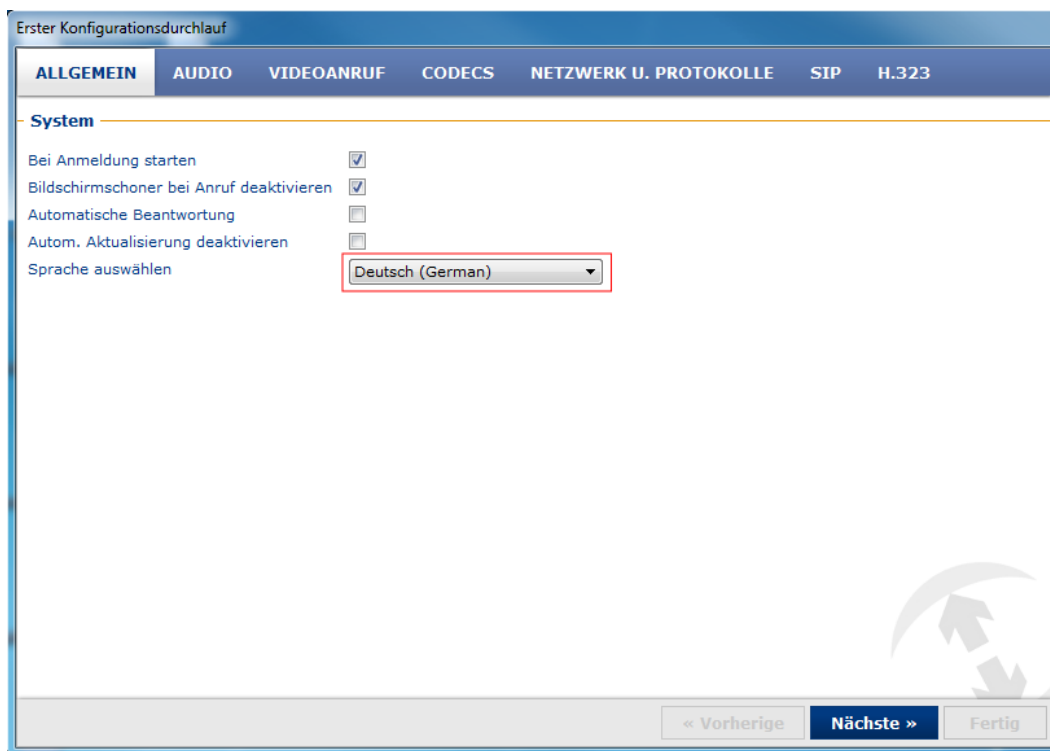 Erster Konfigurationsdurchlauf
ALLGEMEIN AUDIO VIDEOANRUF CODECS NETZWERK U. PROTOKOLLE SIP H.323
System
Bei Anmeldung starten
Bildschirmschoner bei Anruf deaktivieren
Automatische Beantwortung
Autom. Aktualisierung deaktivieren
Sprache auswählen Deutsch (German)
« Vorherige Nächste » Fertig